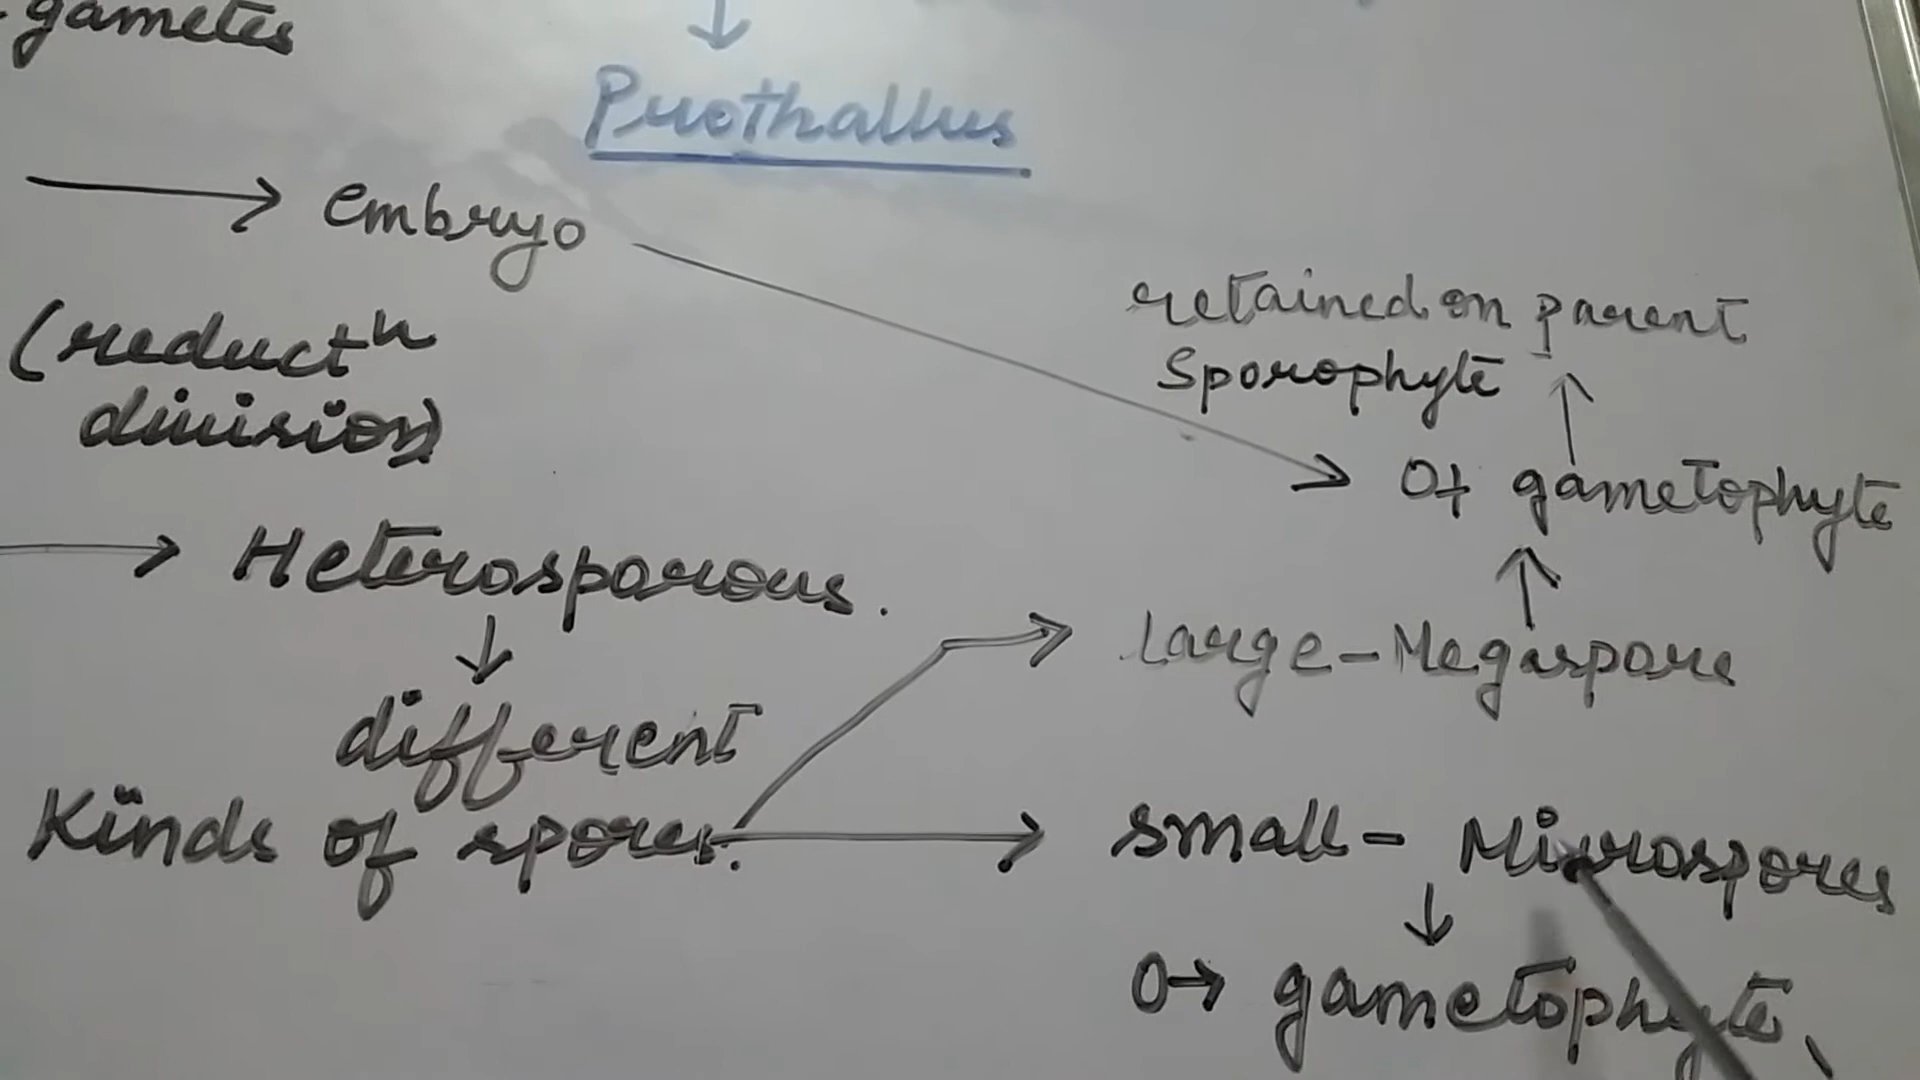 gametes
↓
Prothallus
→ embryo
(reductn
division)
retained on parent
Sporophyte
↑
→ O+ gametophyte
↑
→ Heterosporous.
↓
different
Kinds of spores.
→ Large - Megaspore
→ small - Microspores
↓
O→ gametophyte